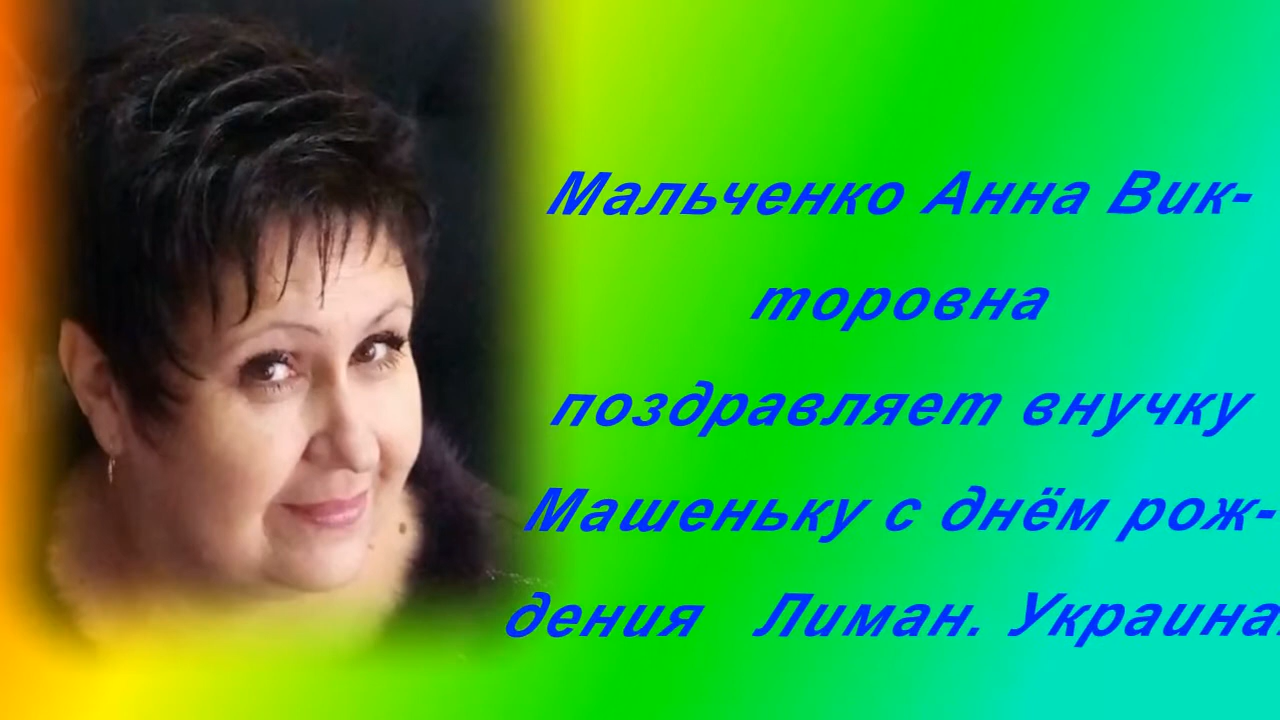 Мальченко Анна Вик-
торовна
поздравляет внучку
Машеньку с днём рож-
дения Лиман. Украина.